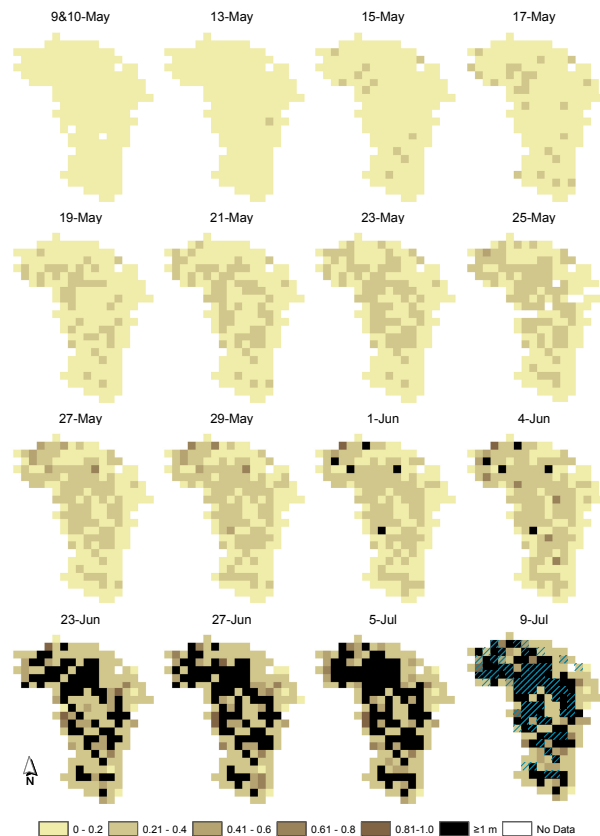 9&10-May 13-May 15-May 17-May
19-May 21-May 23-May 25-May
27-May 29-May 1-Jun 4-Jun
23-Jun 27-Jun 5-Jul 9-Jul
N
0 - 0.2 0.21 - 0.4 0.41 - 0.6 0.61 - 0.8 0.81-1.0 ≥1 m No Data